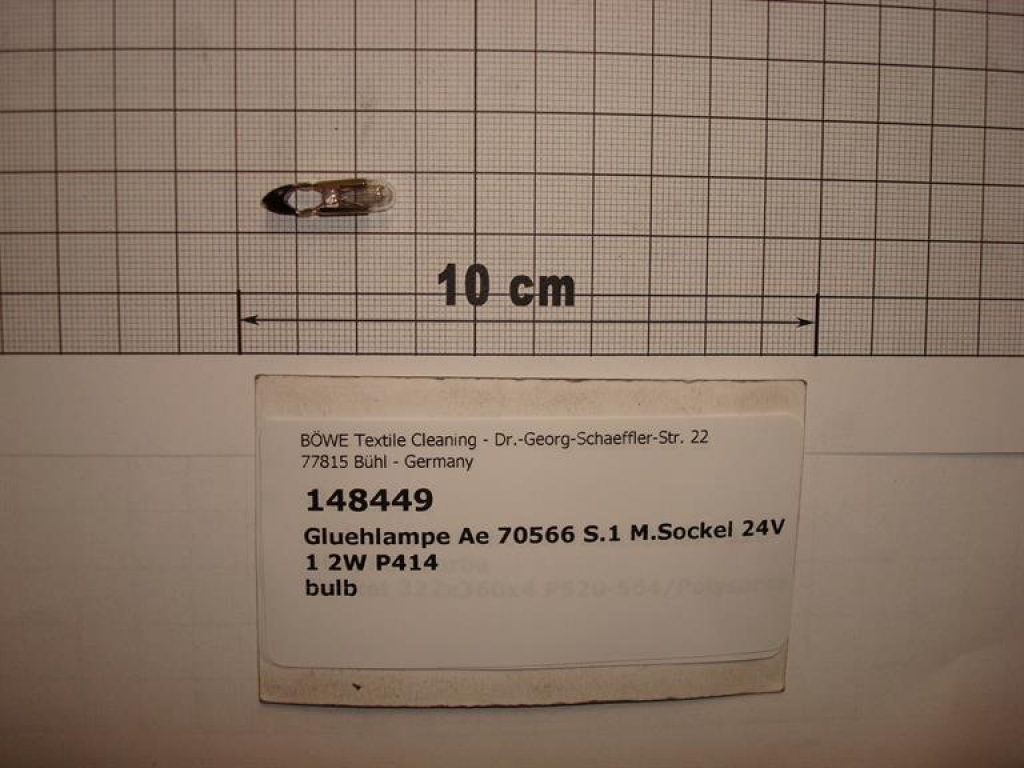 10 cm
BÖWE Textile Cleaning - Dr.-Georg-Schaeffler-Str. 22
77815 Bühl - Germany
148449
Gluehlampe Ae 70566 S.1 M.Sockel 24V
1 2W P414
bulb